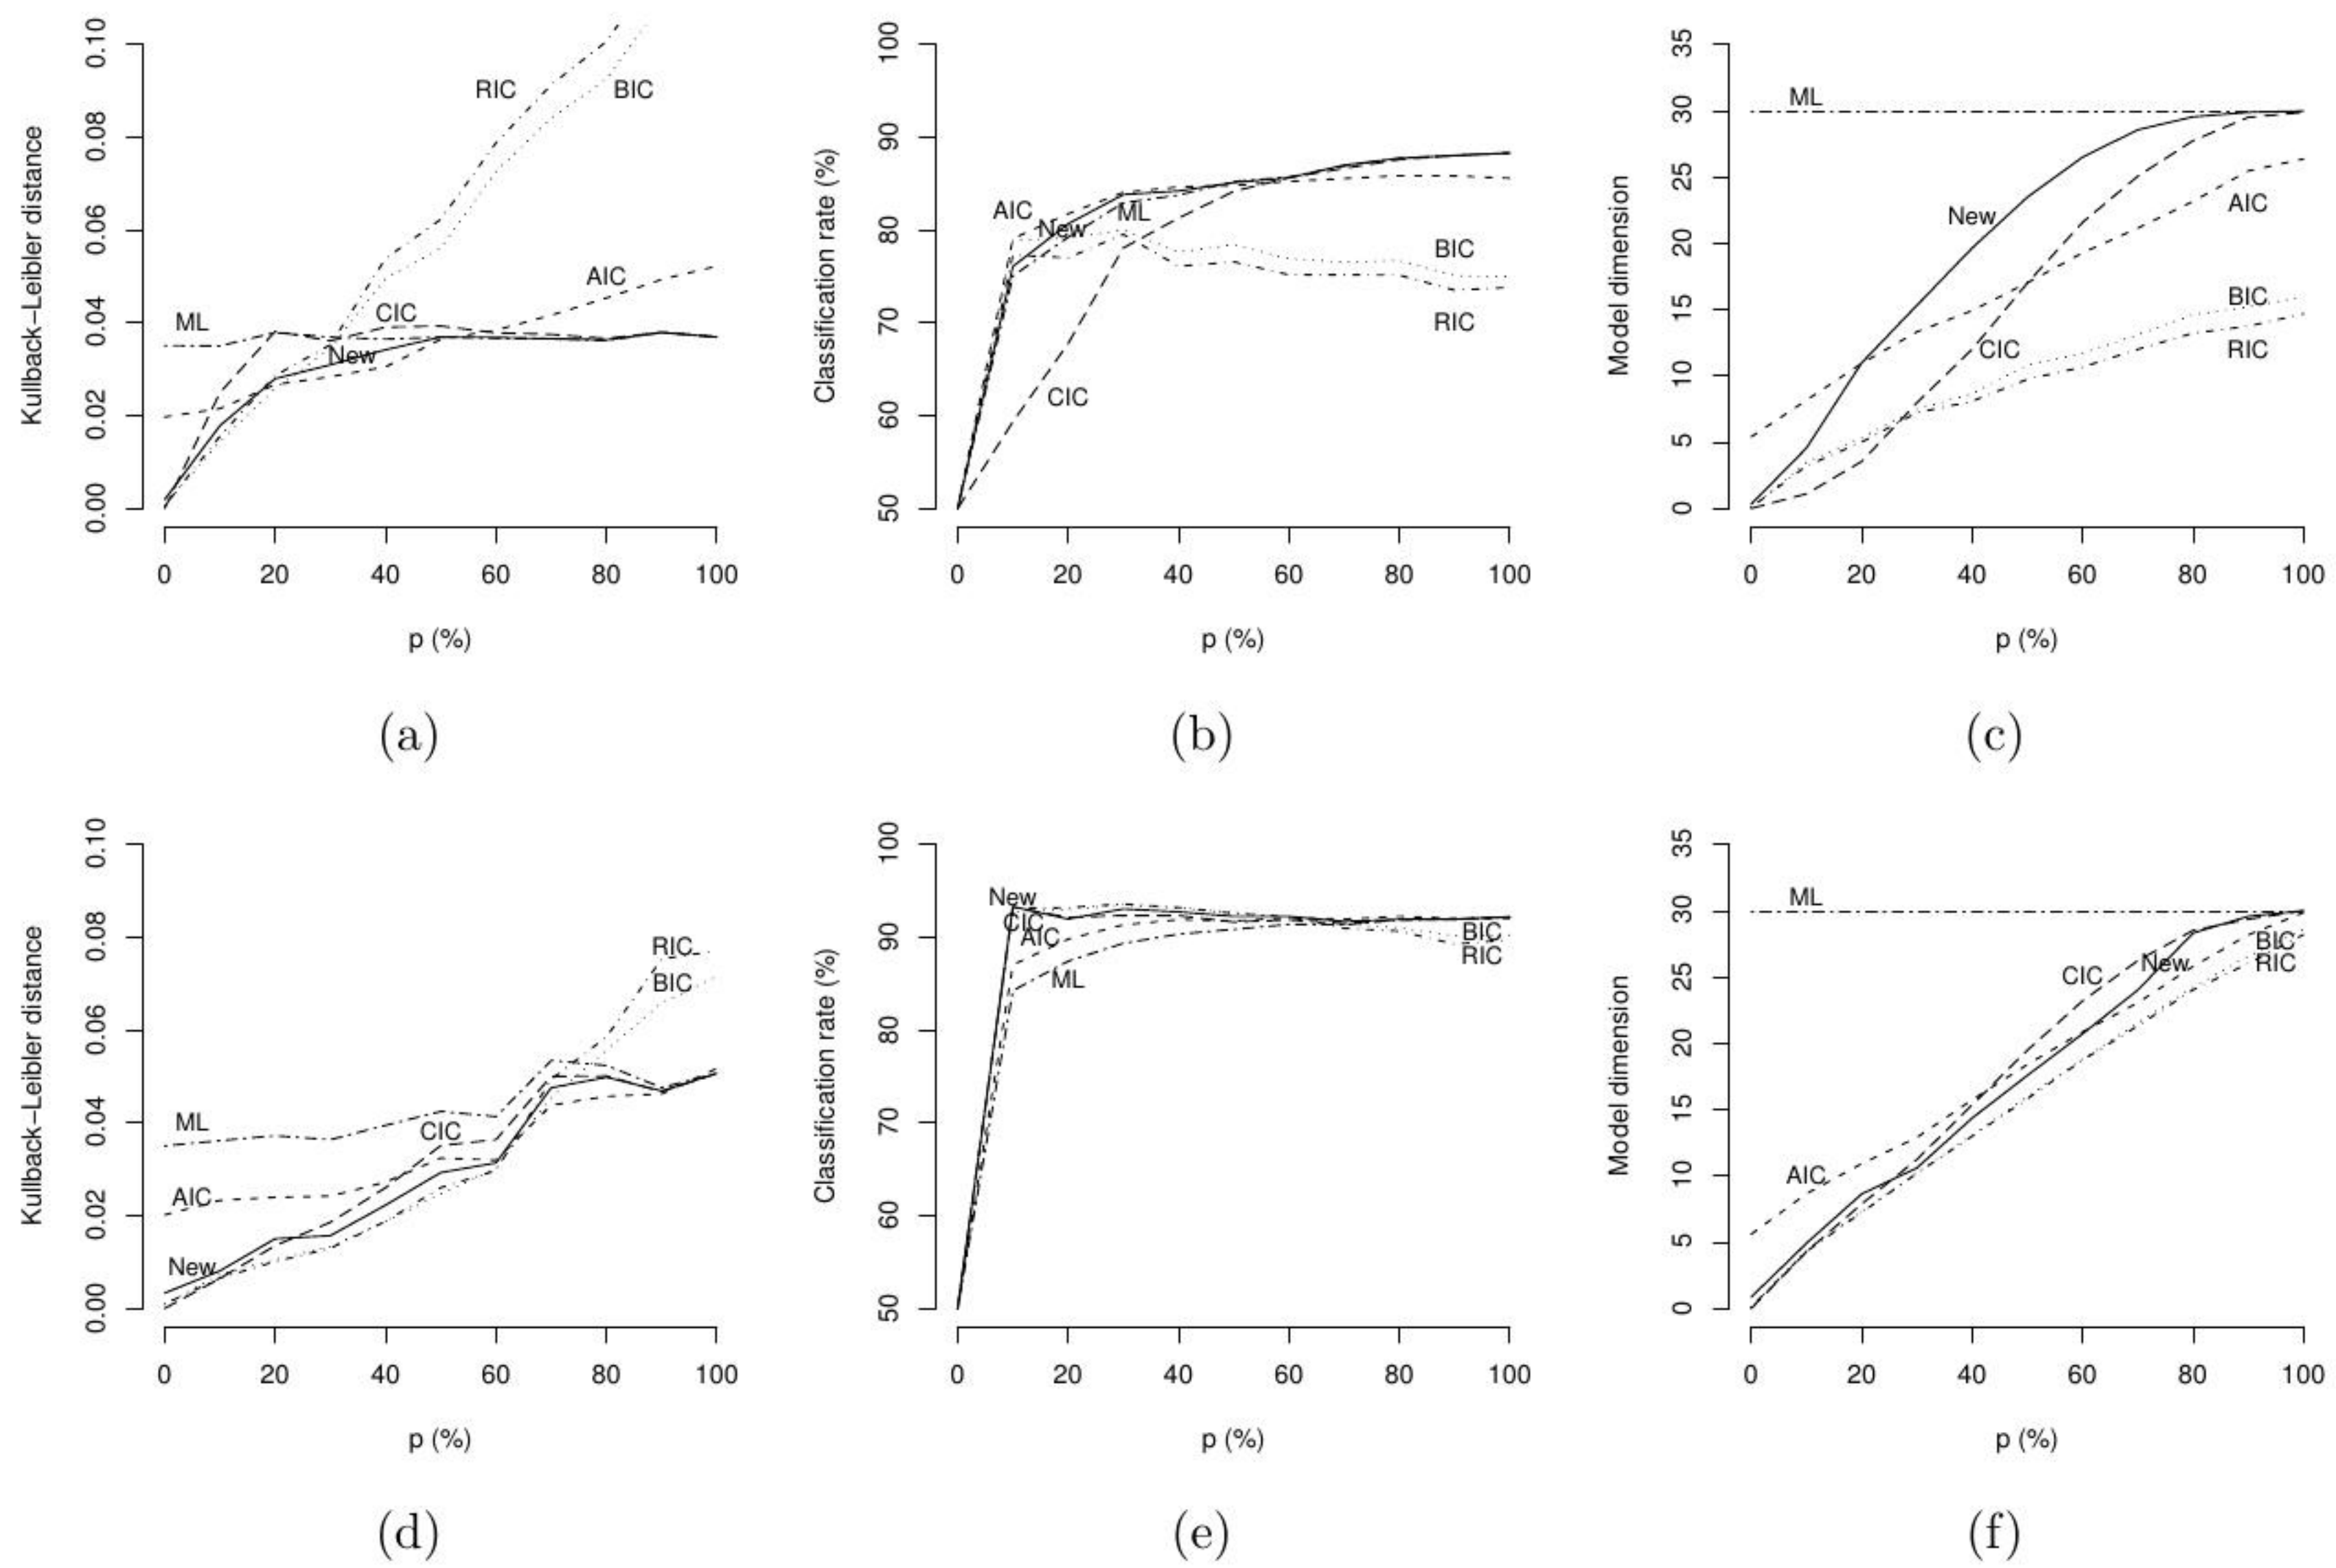 Kullback–Leibler distance
0.00 0.02 0.04 0.06 0.08 0.10
RIC
BIC
AIC
ML
CIC
New
0 20 40 60 80 100
p (%)
(a)
Classification rate (%)
50 60 70 80 90 100
AIC
ML
New
BIC
RIC
CIC
0 20 40 60 80 100
p (%)
(b)
Model dimension
0 5 10 15 20 25 30 35
ML
New
AIC
BIC
CIC
RIC
0 20 40 60 80 100
p (%)
(c)
Kullback–Leibler distance
0.00 0.02 0.04 0.06 0.08 0.10
RIC
BIC
ML
CIC
AIC
New
0 20 40 60 80 100
p (%)
(d)
Classification rate (%)
50 60 70 80 90 100
New
CIC
AIC
BIC
RIC
ML
0 20 40 60 80 100
p (%)
(e)
Model dimension
0 5 10 15 20 25 30 35
ML
BIC
New
RIC
CIC
AIC
0 20 40 60 80 100
p (%)
(f)